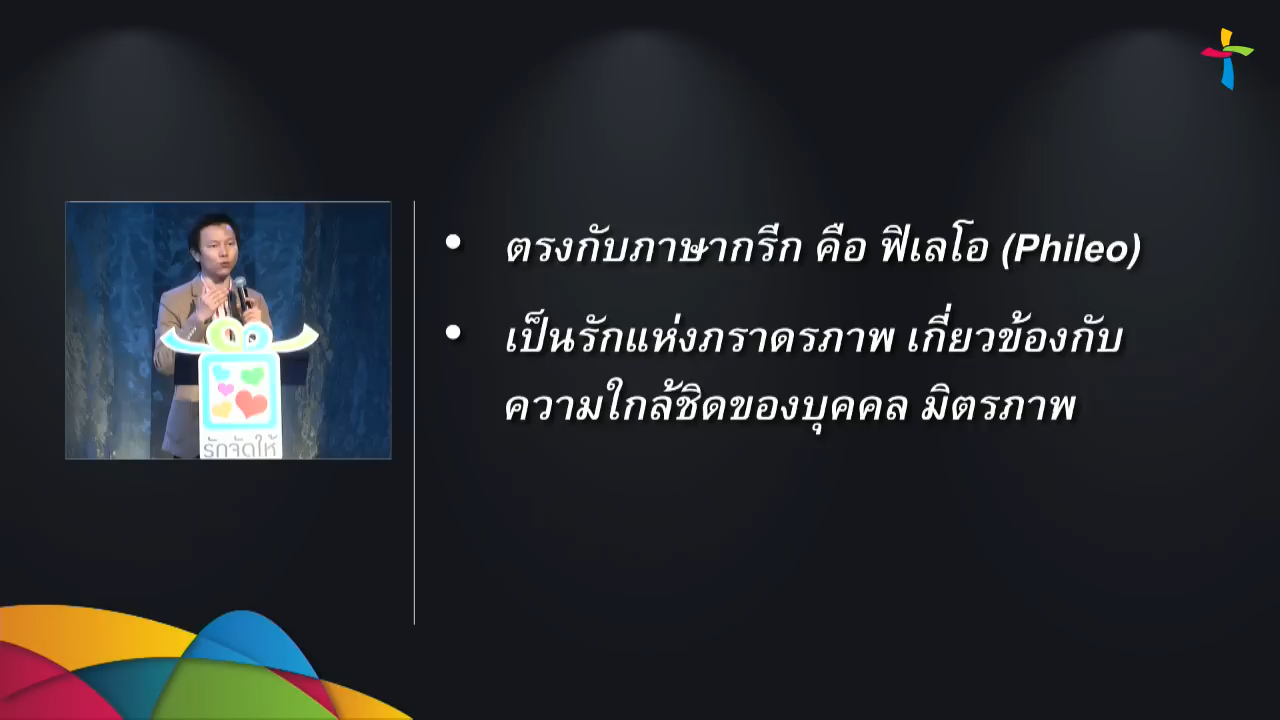 • ตรงกับภาษากรีก คือ ฟิเลโอ (Phileo)
• เป็นรักแห่งภราดรภาพ เกี่ยวข้องกับ
ความใกล้ชิดของบุคคล มิตรภาพ
รักจัดให้